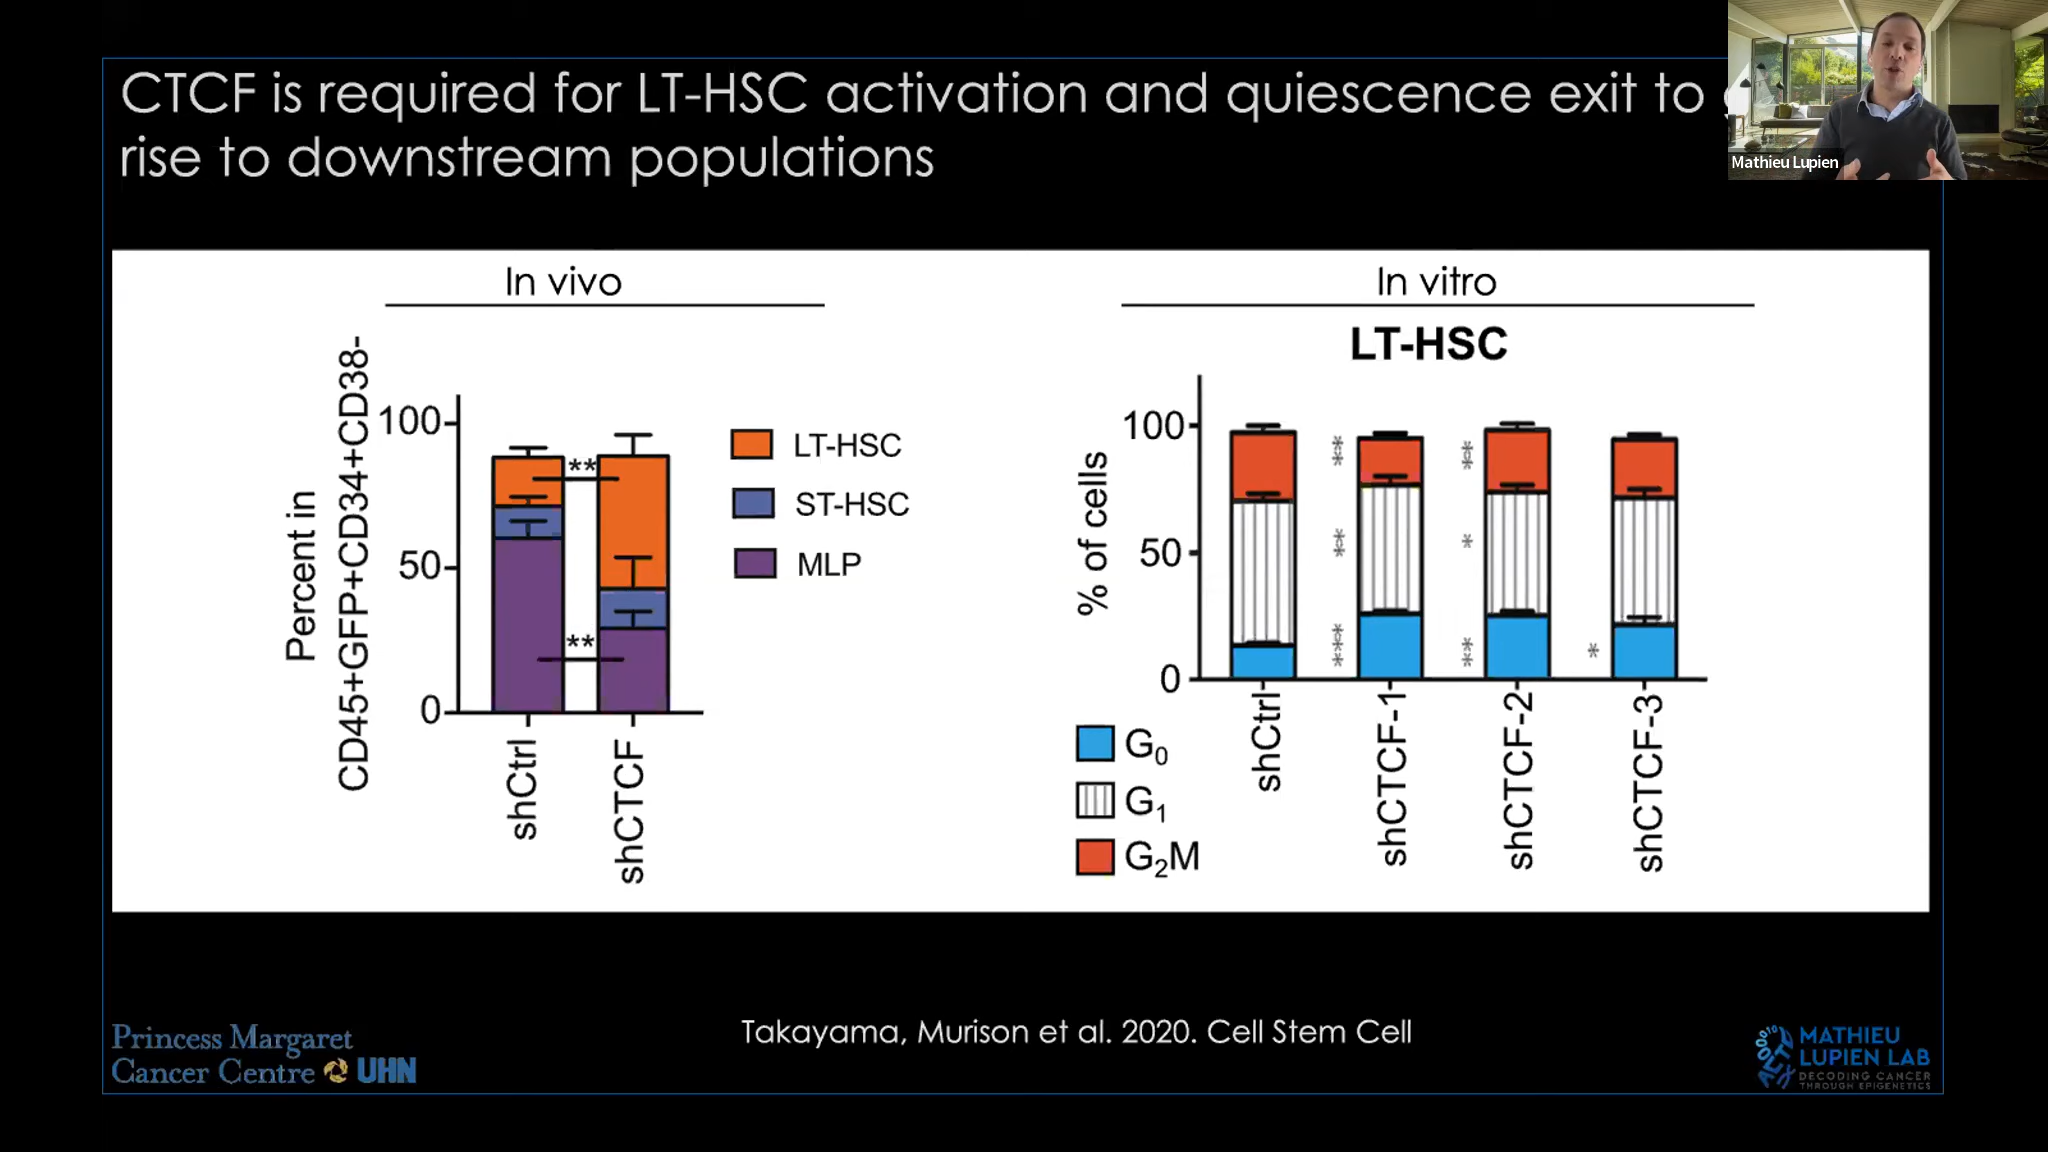 CTCF is required for LT-HSC activation and quiescence exit to
rise to downstream populations
Mathieu Lupien
In vivo
Percent in
CD45+GFP+CD34+CD38-
100
50
0
**
**
shCtrl
shCTCF
LT-HSC
ST-HSC
MLP
In vitro
LT-HSC
% of cells
100
50
0
***
***
****
**
*
**
*
shCtrl
shCTCF-1
shCTCF-2
shCTCF-3
G0
G1
G2M
Takayama, Murison et al. 2020. Cell Stem Cell
Princess Margaret
Cancer Centre UHN
MATHIEU
LUPIEN LAB
DECODING CANCER
THROUGH EPIGENETICS